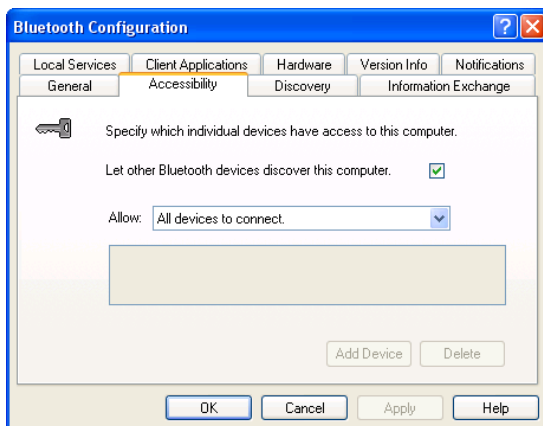 Bluetooth Configuration
Local Services Client Applications Hardware Version Info Notifications
General Accessibility Discovery Information Exchange
Specify which individual devices have access to this computer.
Let other Bluetooth devices discover this computer.
Allow: All devices to connect.
Add Device Delete
OK Cancel Apply Help